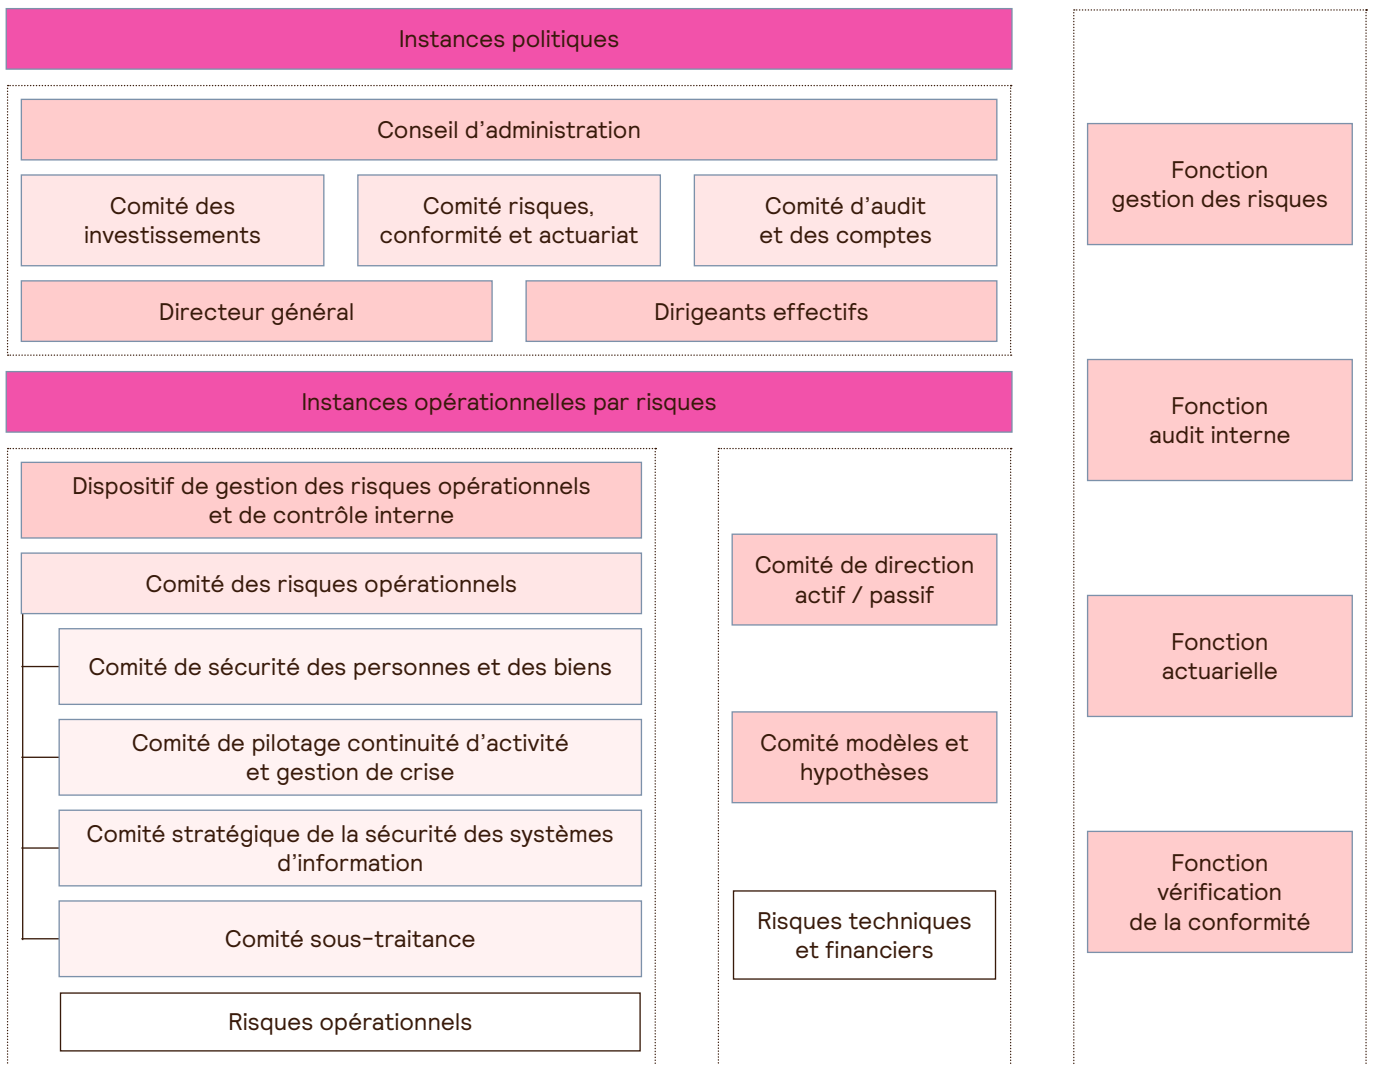 Instances politiques
Conseil d’administration
Comité des
investissements
Comité risques,
conformité et actuariat
Comité d’audit
et des comptes
Directeur général
Dirigeants effectifs
Instances opérationnelles par risques
Dispositif de gestion des risques opérationnels
et de contrôle interne
Comité des risques opérationnels
Comité de sécurité des personnes et des biens
Comité de pilotage continuité d’activité
et gestion de crise
Comité stratégique de la sécurité des systèmes
d’information
Comité sous-traitance
Risques opérationnels
Comité de direction
actif / passif
Comité modèles et
hypothèses
Risques techniques
et financiers
Fonction
gestion des risques
Fonction
audit interne
Fonction
actuarielle
Fonction
vérification
de la conformité